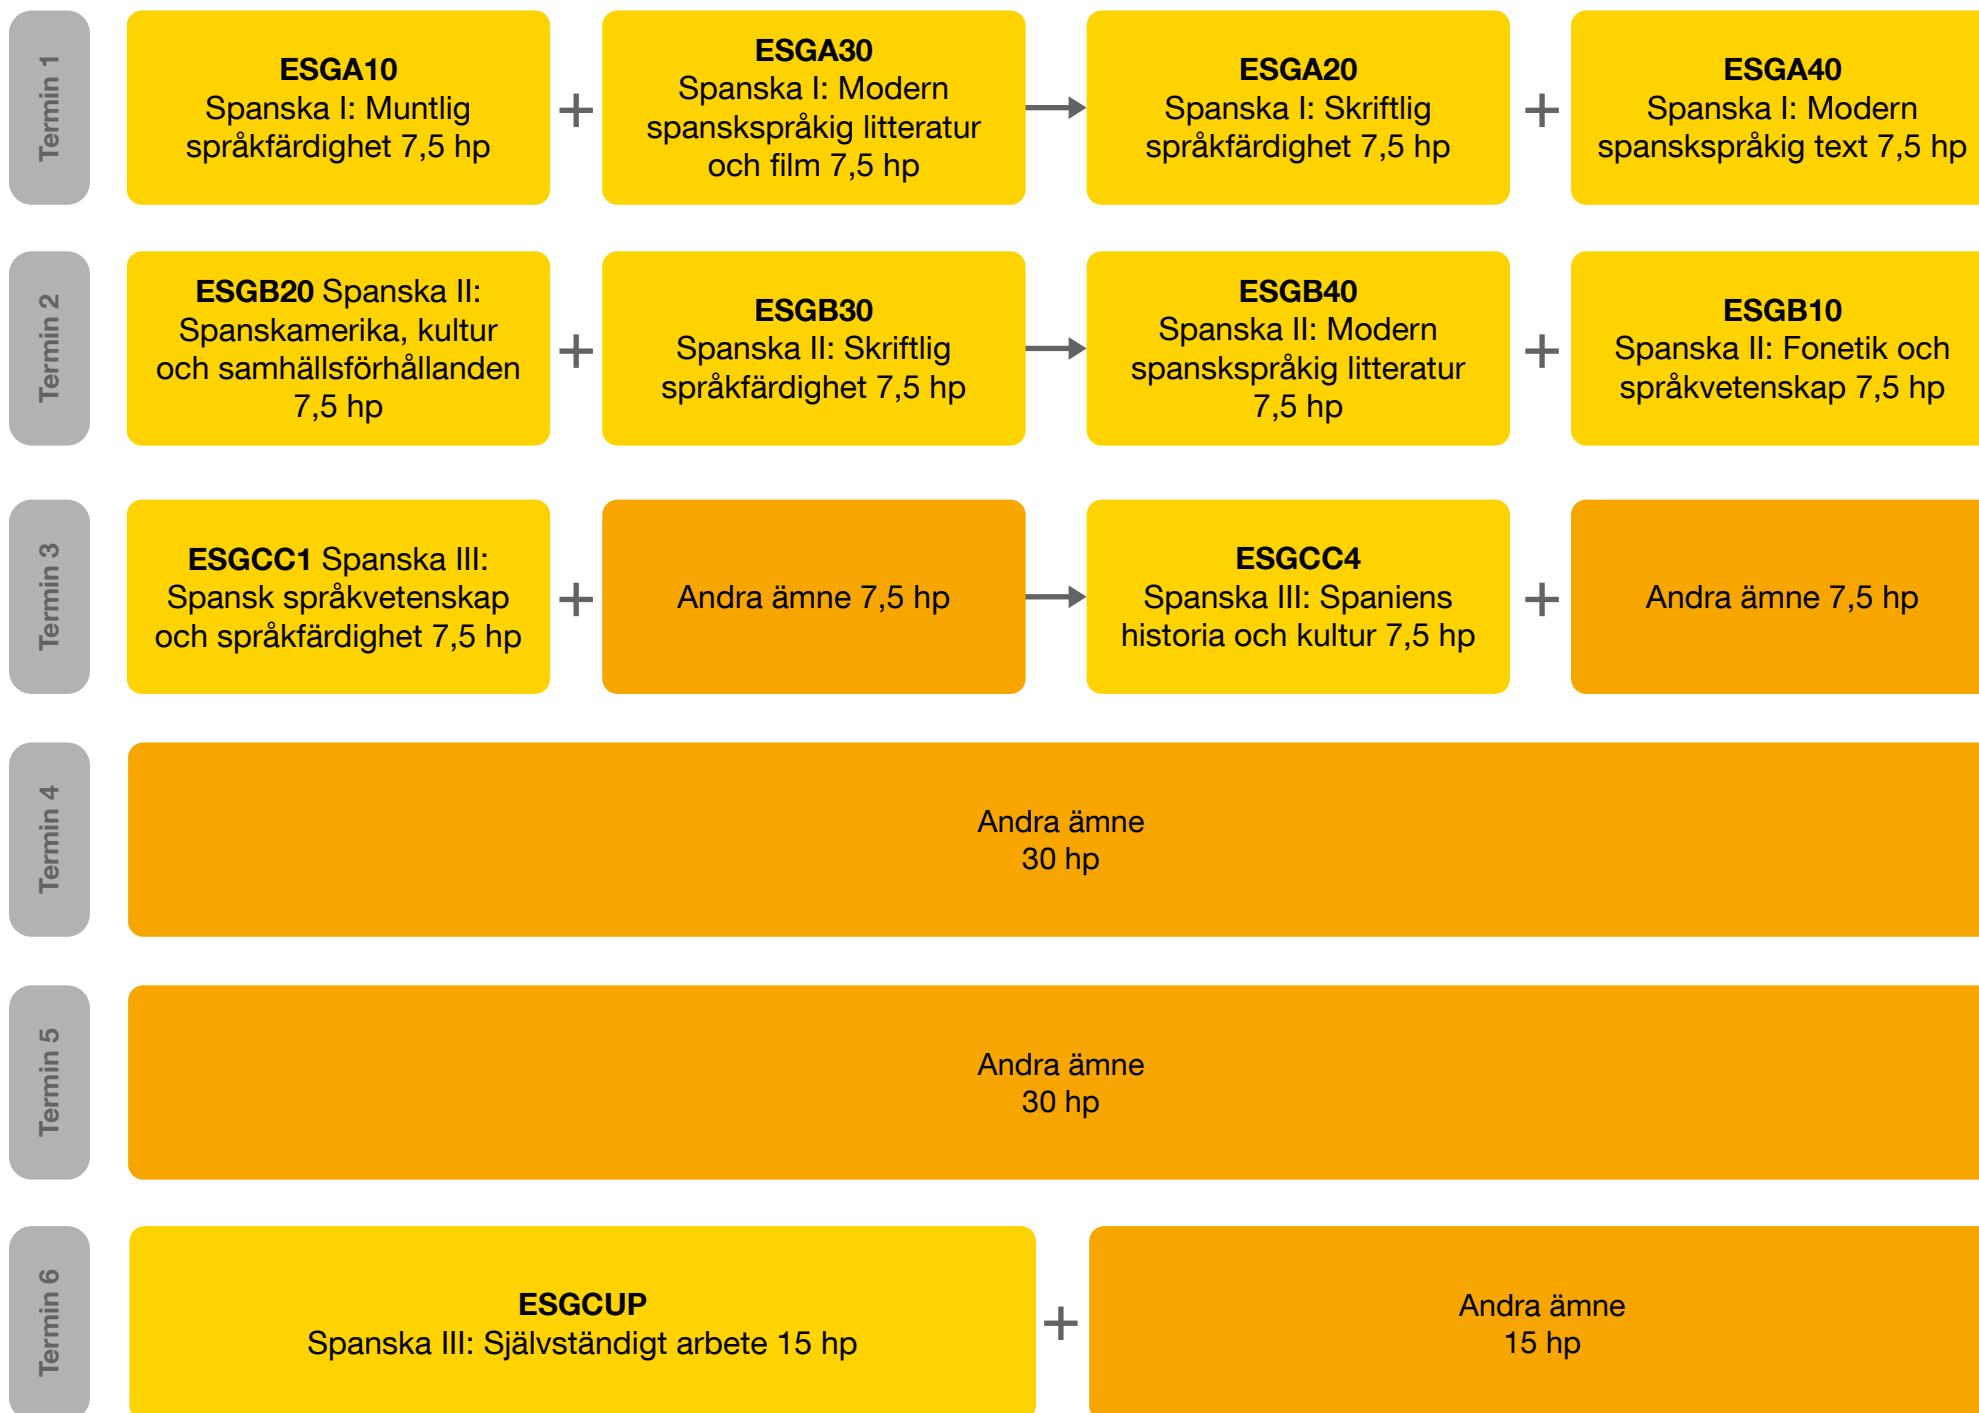 Termin 1
ESGA10
Spanska I: Muntlig
språkfärdighet 7,5 hp
+
ESGA30
Spanska I: Modern
spanskspråkig litteratur
och film 7,5 hp
ESGA20
Spanska I: Skriftlig
språkfärdighet 7,5 hp
+
ESGA40
Spanska I: Modern
spanskspråkig text 7,5 hp
Termin 2
ESGB20 Spanska II:
Spanskamerika, kultur
och samhällsförhållanden
7,5 hp
+
ESGB30
Spanska II: Skriftlig
språkfärdighet 7,5 hp
ESGB40
Spanska II: Modern
spanskspråkig litteratur
7,5 hp
+
ESGB10
Spanska II: Fonetik och
språkvetenskap 7,5 hp
Termin 3
ESGCC1 Spanska III:
Spansk språkvetenskap
och språkfärdighet 7,5 hp
+
Andra ämne 7,5 hp
ESGCC4
Spanska III: Spaniens
historia och kultur 7,5 hp
+
Andra ämne 7,5 hp
Termin 4
Andra ämne
30 hp
Termin 5
Andra ämne
30 hp
Termin 6
ESGCUP
Spanska III: Självständigt arbete 15 hp
+
Andra ämne
15 hp